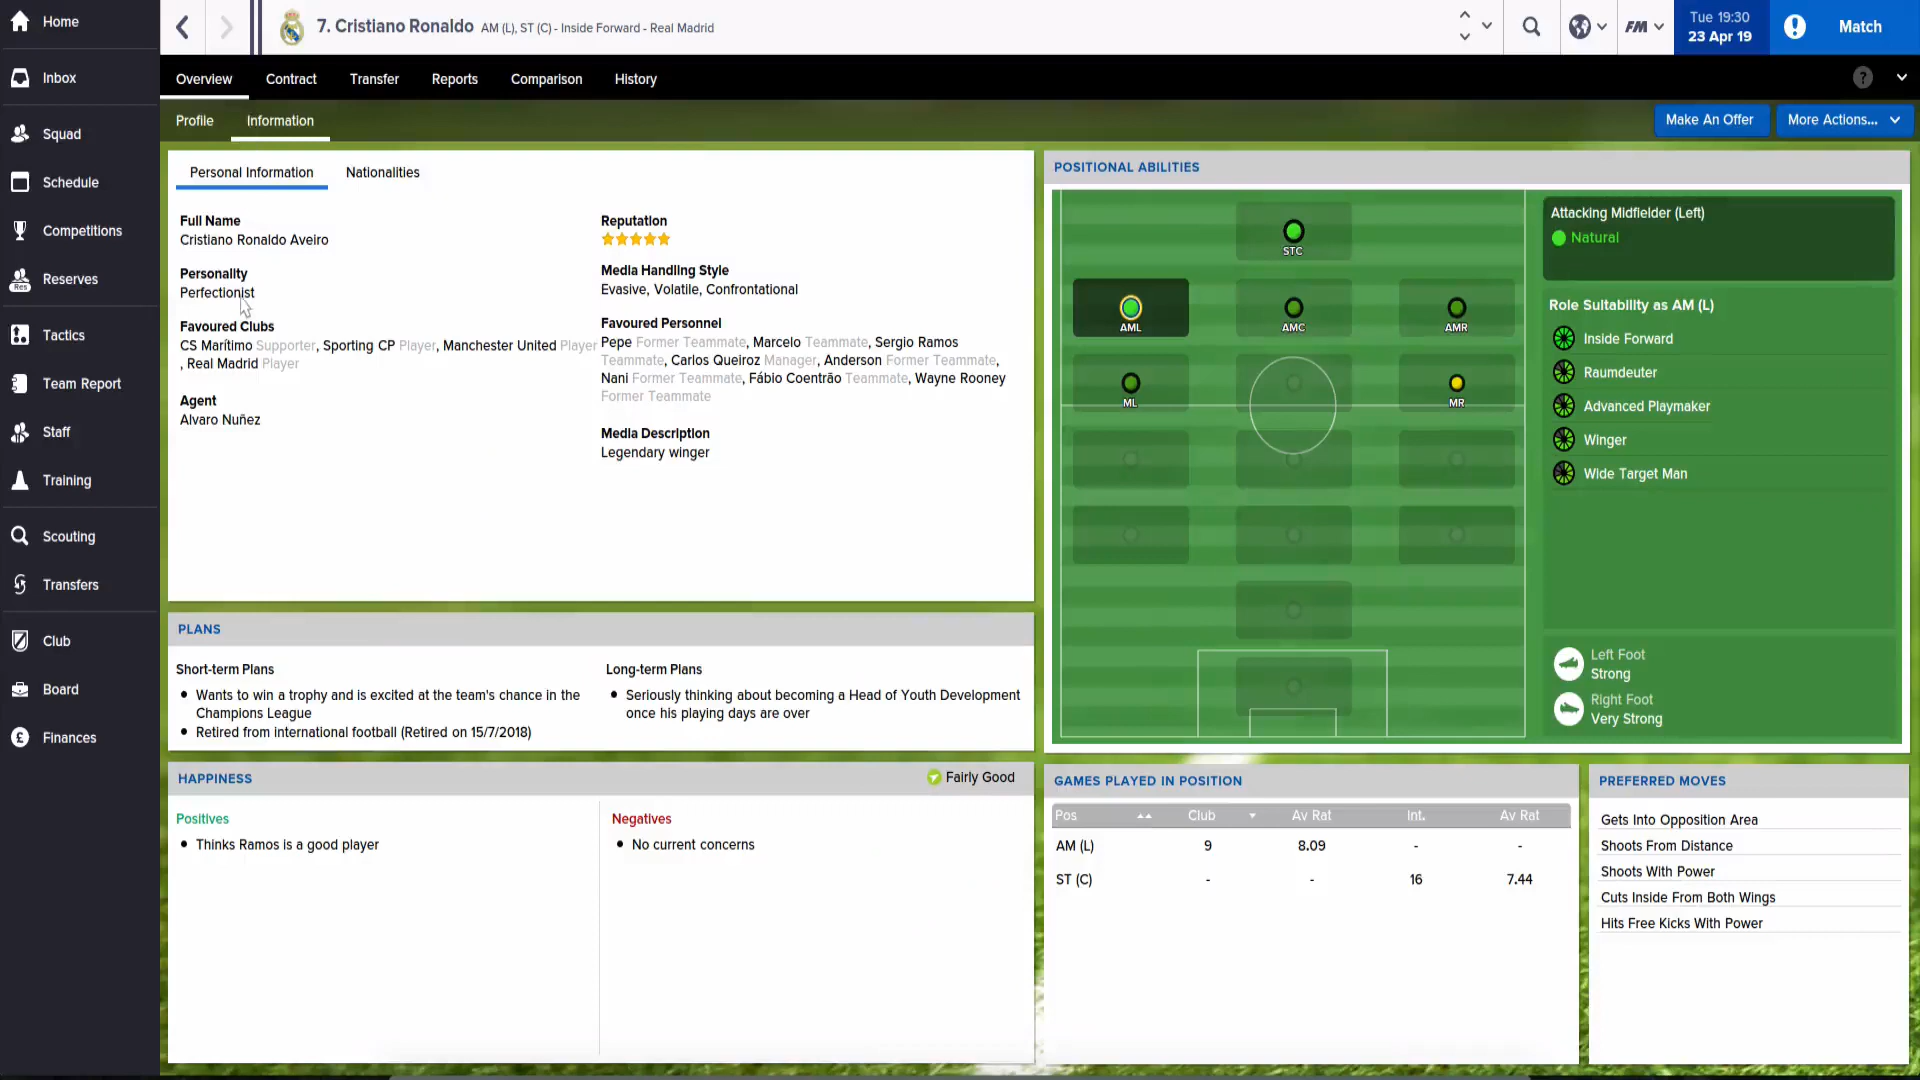 Home
Inbox
Squad
Schedule
Competitions
Res
Reserves
Tactics
Team Report
Staff
Training
Scouting
Transfers
Club
Board
£
Finances
7. Cristiano Ronaldo AM (L), ST (C) - Inside Forward - Real Madrid
FM
Tue 19:30
23 Apr 19
Match
Overview Contract Transfer Reports Comparison History
?
Profile Information
Make An Offer
More Actions...
Personal Information Nationalities
Full Name
Cristiano Ronaldo Aveiro
Personality
Perfectionist
Favoured Clubs
CS Marítimo Supporter, Sporting CP Player, Manchester United Player
, Real Madrid Player
Agent
Alvaro Nuñez
Reputation
Media Handling Style
Evasive, Volatile, Confrontational
Favoured Personnel
Pepe Former Teammate, Marcelo Teammate, Sergio Ramos
Teammate, Carlos Queiroz Manager, Anderson Former Teammate,
Nani Former Teammate, Fábio Coentrão Teammate, Wayne Rooney
Former Teammate
Media Description
Legendary winger
POSITIONAL ABILITIES
STC
AML
AMC
AMR
ML
MR
Attacking Midfielder (Left)
Natural
Role Suitability as AM (L)
Inside Forward
Raumdeuter
Advanced Playmaker
Winger
Wide Target Man
Left Foot
Strong
Right Foot
Very Strong
PLANS
Short-term Plans
• Wants to win a trophy and is excited at the team's chance in the
Champions League
• Retired from international football (Retired on 15/7/2018)
Long-term Plans
• Seriously thinking about becoming a Head of Youth Development
once his playing days are over
HAPPINESS
Fairly Good
Positives
• Thinks Ramos is a good player
Negatives
• No current concerns
GAMES PLAYED IN POSITION
Pos Club Av Rat Int. Av Rat
AM (L) 9 8.09 - -
ST (C) - - 16 7.44
PREFERRED MOVES
Gets Into Opposition Area
Shoots From Distance
Shoots With Power
Cuts Inside From Both Wings
Hits Free Kicks With Power